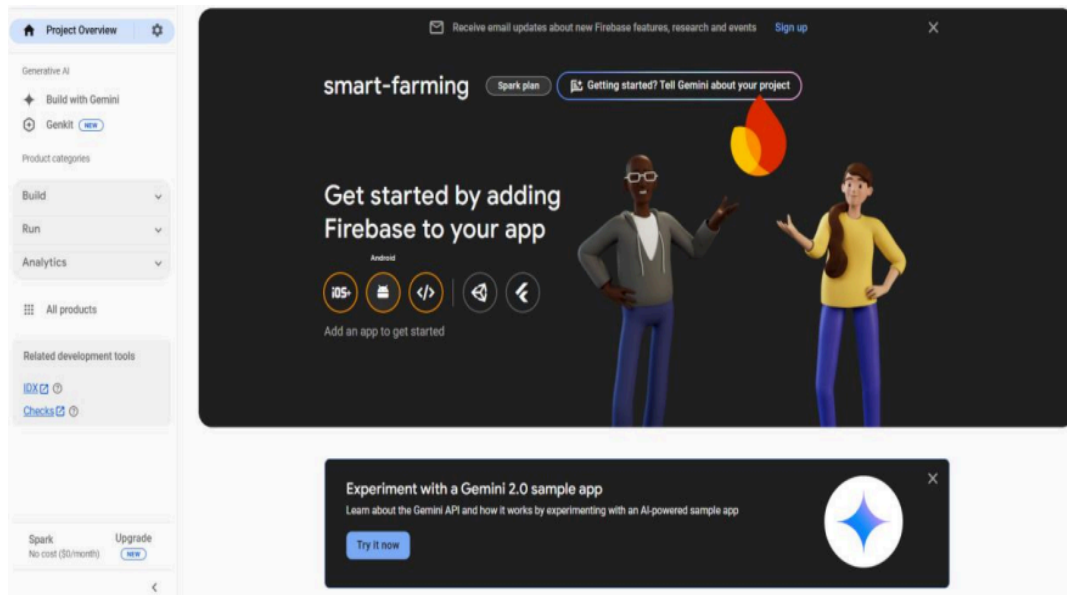 Project Overview
Generative AI
Build with Gemini
Genkit NEW
Product categories
Build
Run
Analytics
All products
Related development tools
IDX
Checks
Spark
No cost ($0/month)
Upgrade
NEW
Receive email updates about new Firebase features, research and events Sign up
smart-farming Spark plan Getting started? Tell Gemini about your project
Get started by adding
Firebase to your app
Android
iOS+
Add an app to get started
Experiment with a Gemini 2.0 sample app
Learn about the Gemini API and how it works by experimenting with an AI-powered sample app
Try it now